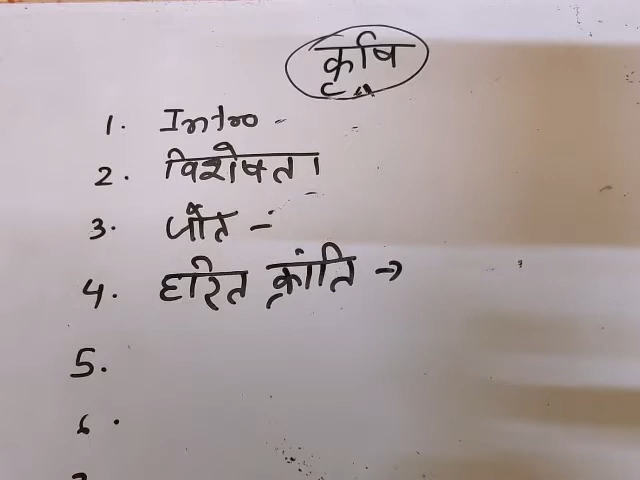 कृषि
1. Intro -
2. विशेषता
3. जोत -
4. हरित क्रांति →
5.
6.